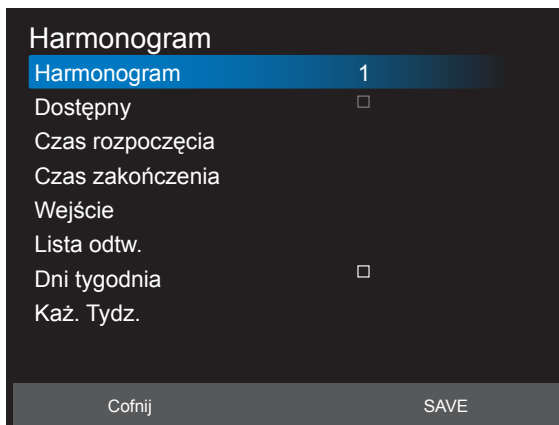 Harmonogram
Harmonogram 1
Dostępny
Czas rozpoczęcia
Czas zakończenia
Wejście
Lista odtw.
Dni tygodnia
Każ. Tydz.
Cofnij SAVE